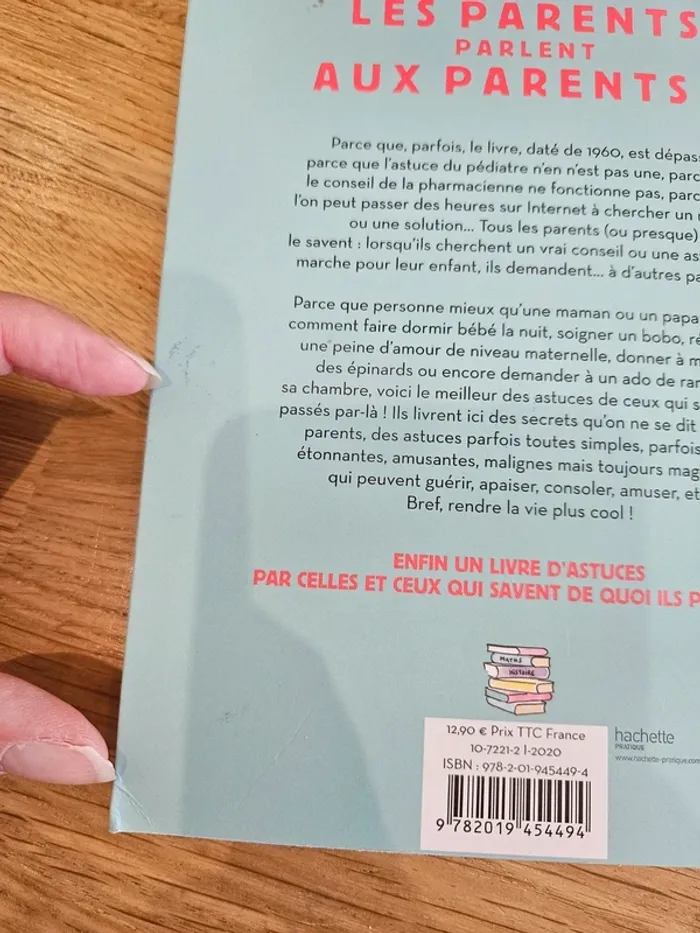 LES PARENTS
PARLENT
AUX PARENTS
Parce que, parfois, le livre, daté de 1960, est
parce que l'astuce du pédiatre n'en n'est pas une,
le conseil de la pharmacienne ne fonctionne pas,
l'on peut passer des heures sur Internet à chercher un
ou une solution... Tous les parents (ou presque)
le savent : lorsqu'ils cherchent un vrai conseil ou une
marche pour leur enfant, ils demandent... à d'autres
Parce que personne mieux qu'une maman ou un
comment faire dormir bébé la nuit, soigner un bobo,
une peine d'amour de niveau maternelle, donner à
des épinards ou encore demander à un ado de
sa chambre, voici le meilleur des astuces de ceux qui
passés par-là ! Ils livrent ici des secrets qu'on ne se dit
parents, des astuces parfois toutes simples, parfois
étonnantes, amusantes, malignes mais toujours
qui peuvent guérir, apaiser, consoler, amuser,
Bref, rendre la vie plus cool !
ENFIN UN LIVRE D'ASTUCES
PAR CELLES ET CEUX QUI SAVENT DE QUOI ILS
MATHS
HISTOIRE
12,90 € Prix TTC France
10-7221-2 I-2020
ISBN : 978-2-01-945449-4
9 782019 454494
hachette
PRATIQUE
www.hachette-pratique.com